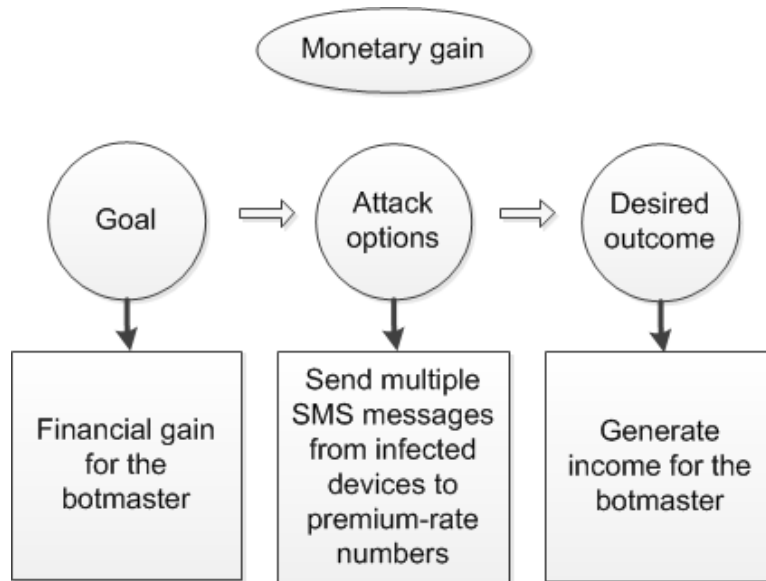 Monetary gain
Goal
Attack
options
Desired
outcome
Financial gain
for the
botmaster
Send multiple
SMS messages
from infected
devices to
premium-rate
numbers
Generate
income for the
botmaster